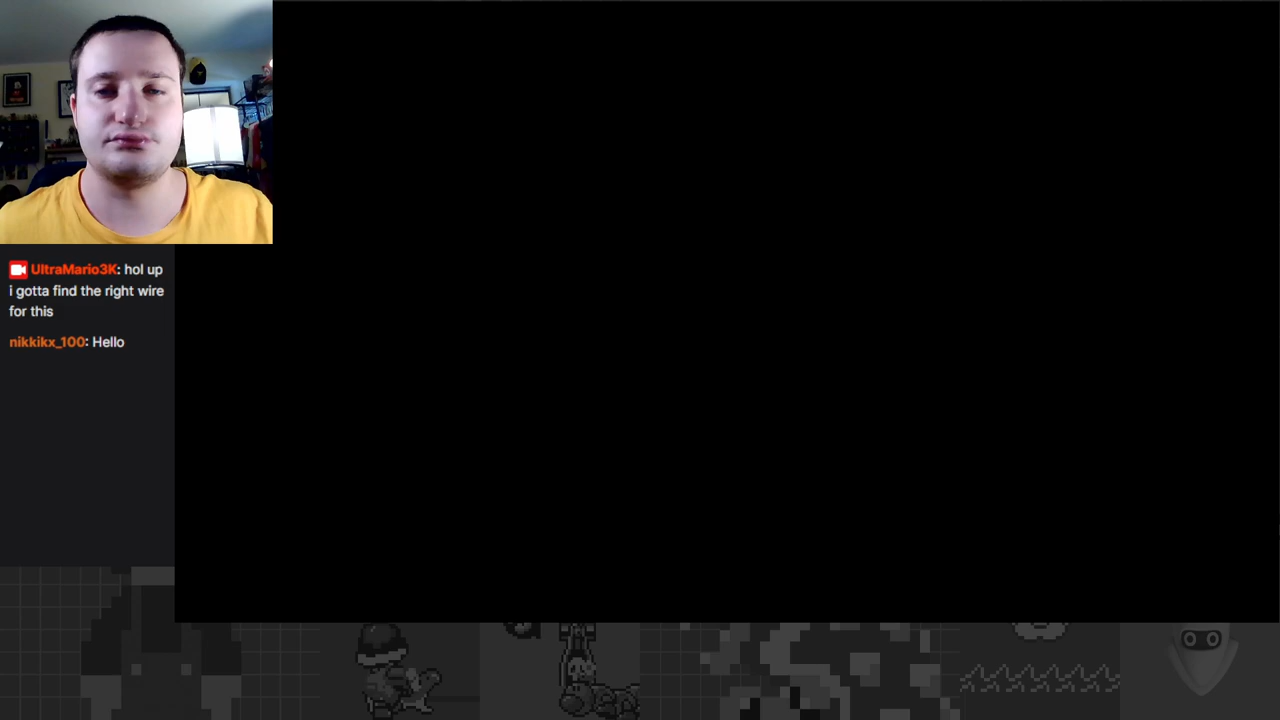 UltraMario3K: hol up
i gotta find the right wire
for this
nikkikx_100: Hello